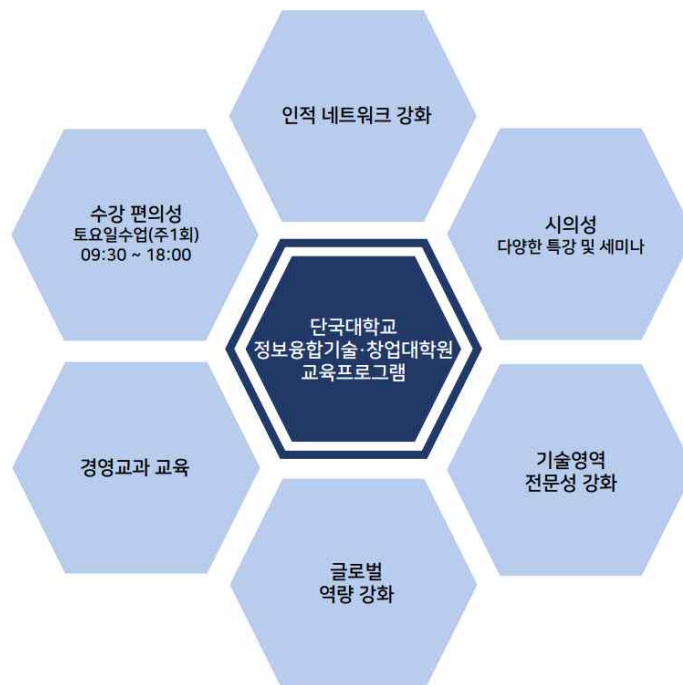 인적 네트워크 강화
수강 편의성
토요일수업(주1회)
09:30 ~ 18:00
시의성
다양한 특강 및 세미나
단국대학교
정보융합기술·창업대학원
교육프로그램
경영교과 교육
기술영역
전문성 강화
글로벌
역량 강화